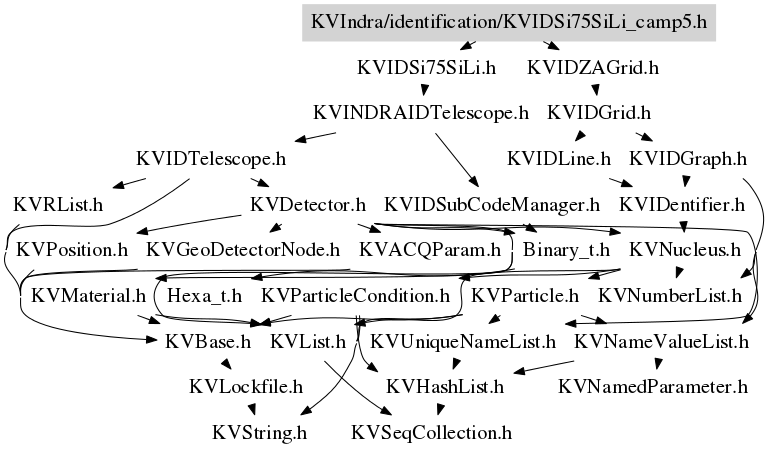 KVIndra/identification/KVIDSi75SiLi_camp5.h
KVIDSi75SiLi.h KVIDZAGrid.h
KVINDRAIDTelescope.h KVIDGrid.h
KVIDTelescope.h KVIDLine.h KVIDGraph.h
KVRList.h KVDetector.h KVIDSubCodeManager.h KVIDentifier.h
KVPosition.h KVGeoDetectorNode.h KVACQParam.h Binary_t.h KVNucleus.h
KVMaterial.h Hexa_t.h KVParticleCondition.h KVParticle.h KVNumberList.h
KVBase.h KVList.h KVUniqueNameList.h KVNameValueList.h
KVLockfile.h KVHashList.h KVNamedParameter.h
KVString.h KVSeqCollection.h